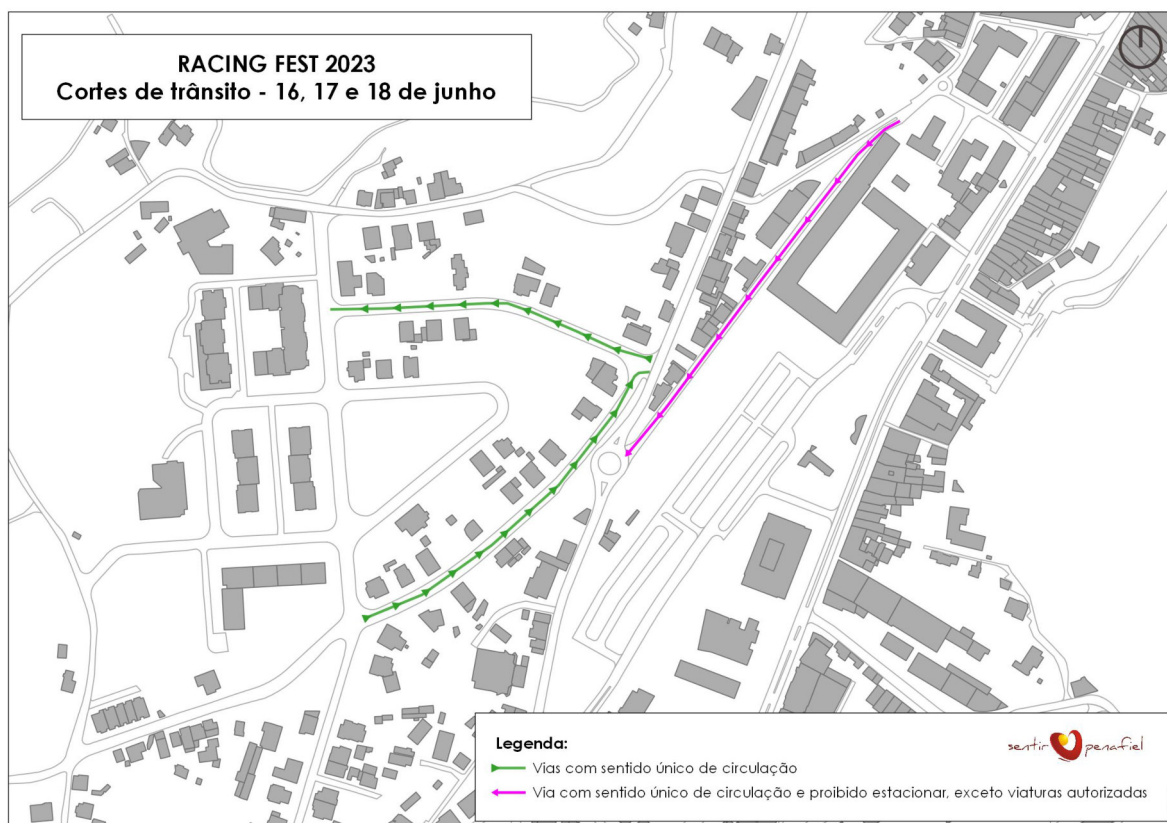 RACING FEST 2023
Cortes de trânsito - 16, 17 e 18 de junho
Legenda:
sentir penafiel
Vias com sentido único de circulação
Via com sentido único de circulação e proibido estacionar, exceto viaturas autorizadas